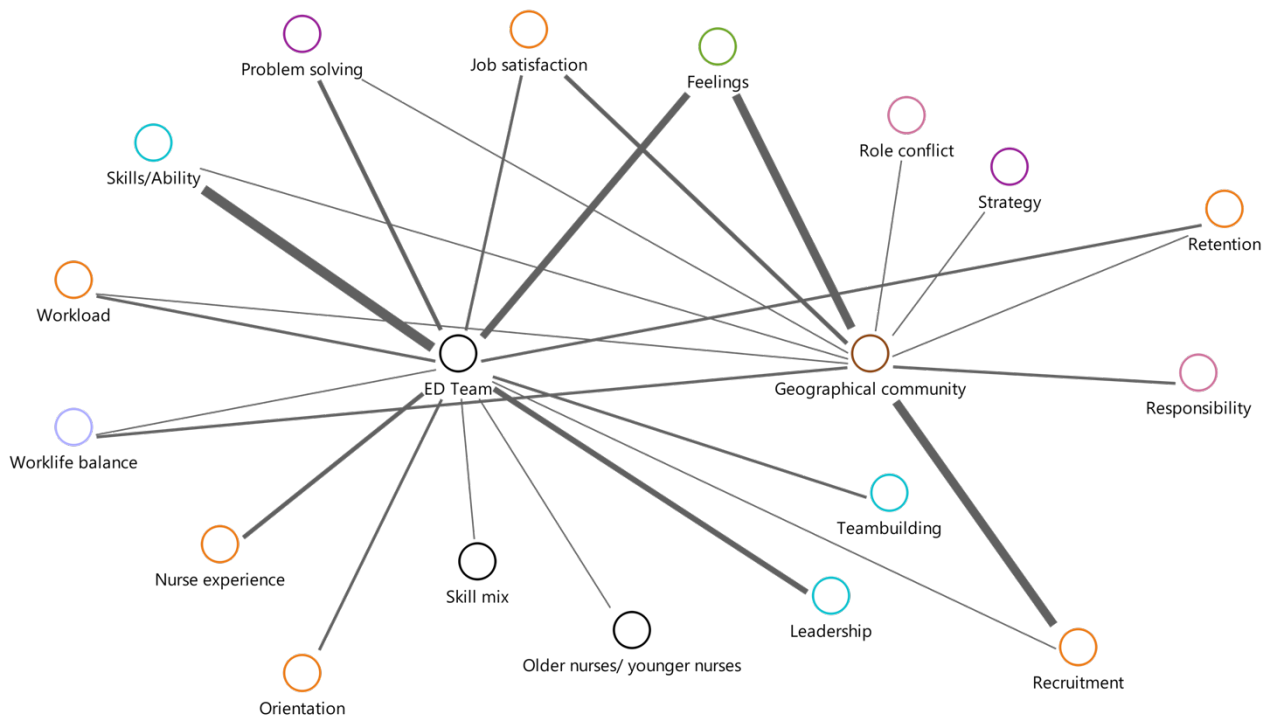 Problem solving
Job satisfaction
Feelings
Role conflict
Skills/Ability
Strategy
Retention
Workload
ED Team
Geographical community
Responsibility
Worklife balance
Teambuilding
Nurse experience
Skill mix
Leadership
Older nurses/ younger nurses
Recruitment
Orientation